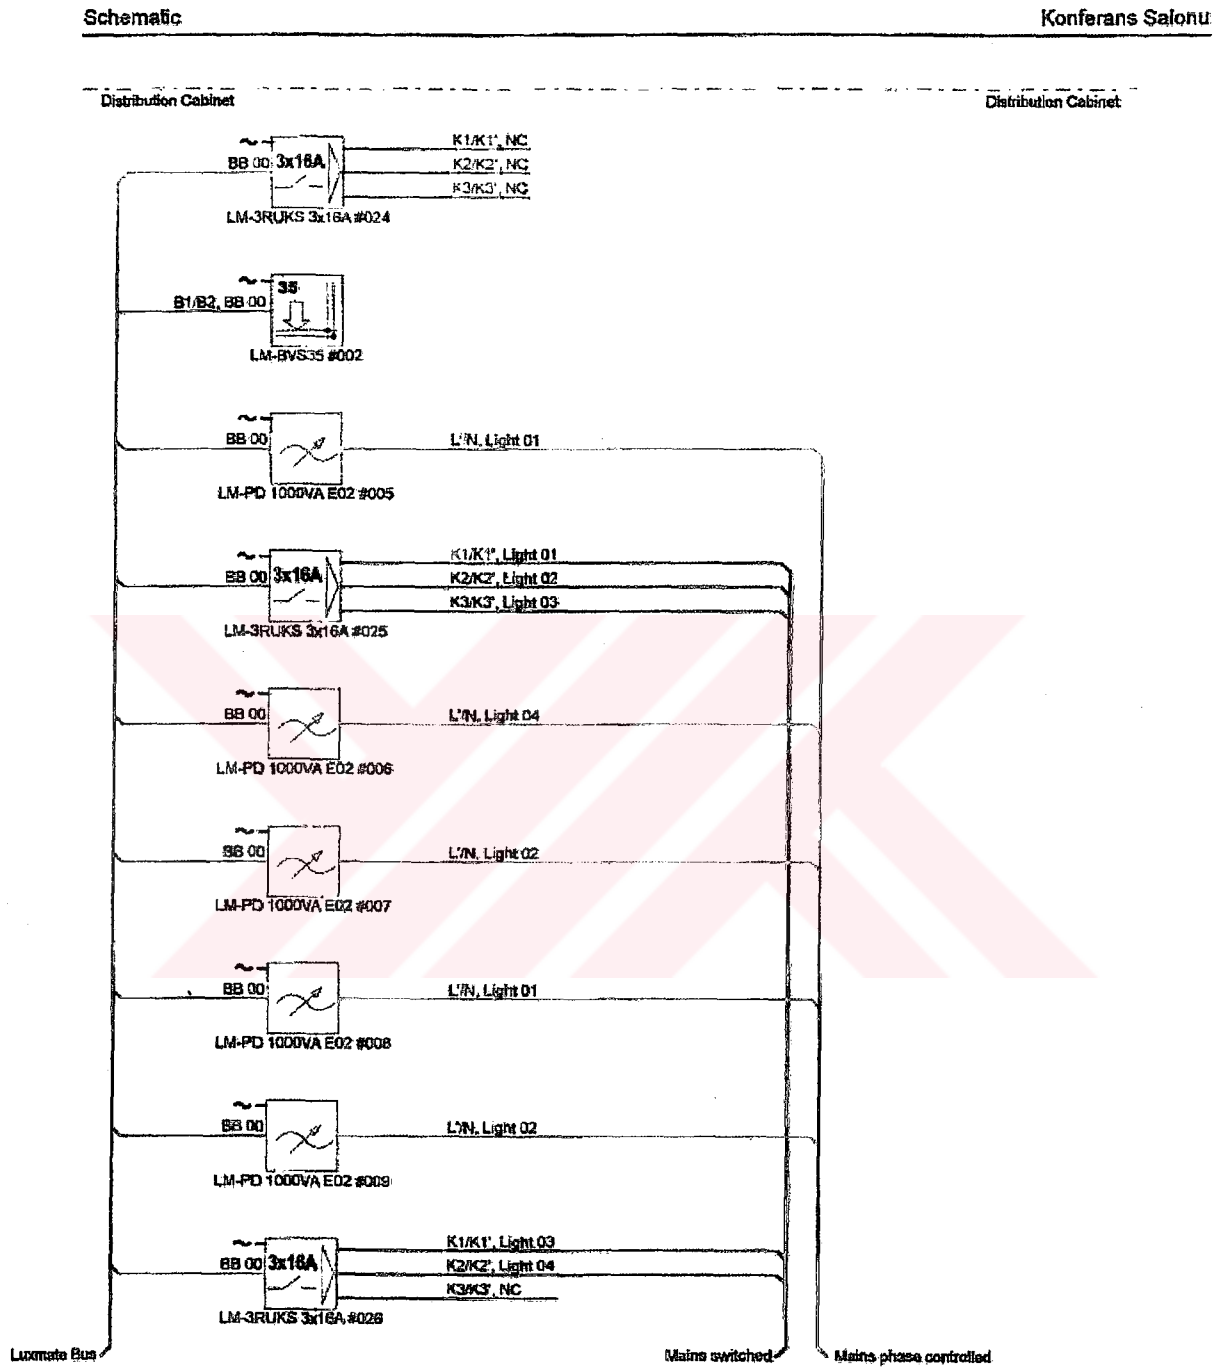 Schematic
Konferans Salonu
Distribution Cabinet
Distribution Cabinet
K1/K1', NC
BB 00
3x16A
K2/K2', NC
K3/K3', NC
LM-3RUKS 3x16A #024
35
B1/B2, BB 00
LM-BVS35 #002
BB 00
L'/N, Light 01
LM-PD 1000VA E02 #005
K1/K1', Light 01
BB 00
3x16A
K2/K2', Light 02
K3/K3', Light 03
LM-3RUKS 3x16A #025
BB 00
L'/N, Light 04
LM-PD 1000VA E02 #006
BB 00
L'/N, Light 02
LM-PD 1000VA E02 #007
BB 00
L'/N, Light 01
LM-PD 1000VA E02 #008
BB 00
L'/N, Light 02
LM-PD 1000VA E02 #009
K1/K1', Light 03
BB 00
3x16A
K2/K2', Light 04
K3/K3', NC
LM-3RUKS 3x16A #026
Luxmate Bus
Mains switched
Mains phase controlled